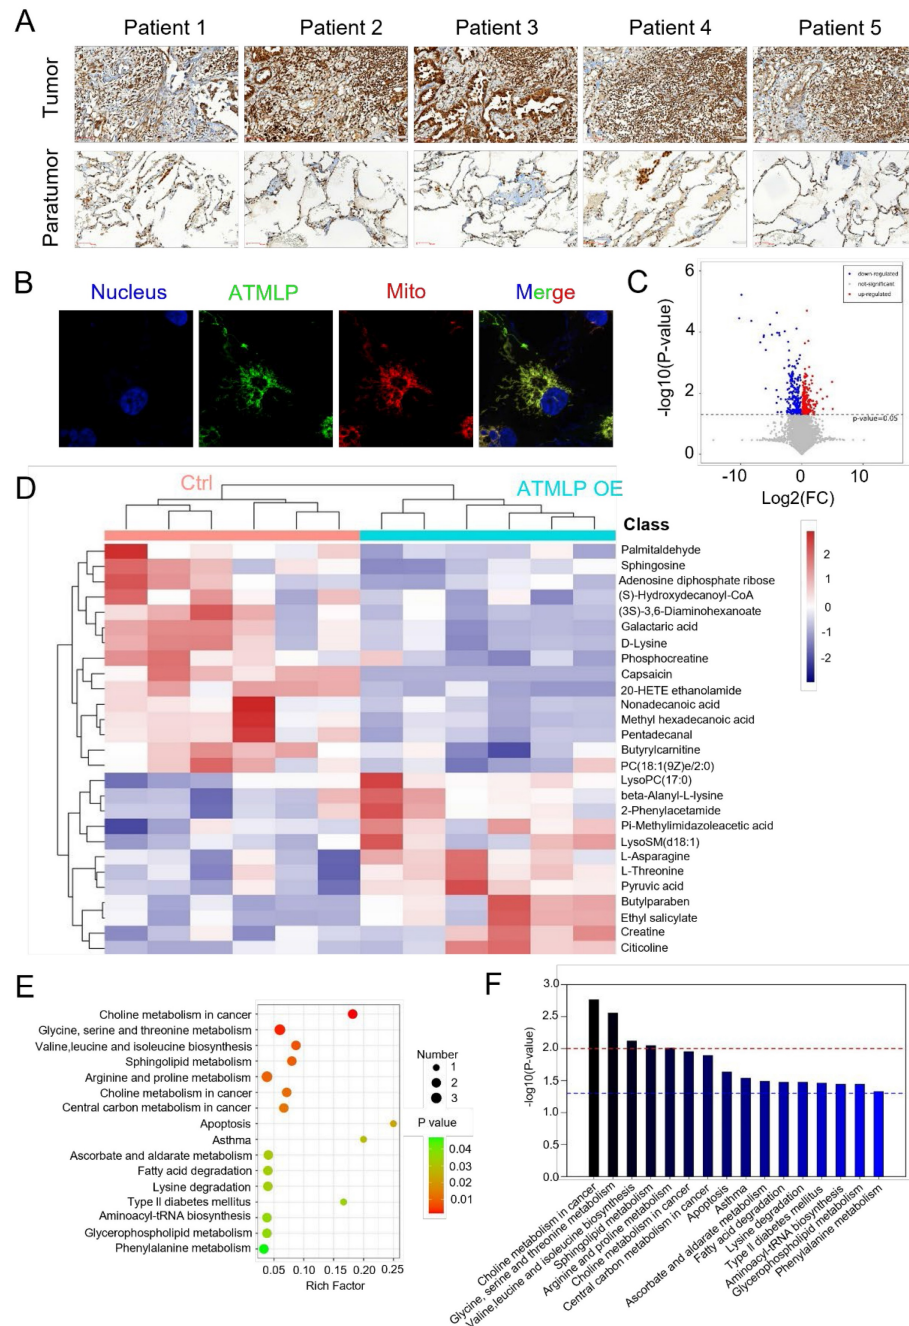 A
Patient 1 Patient 2 Patient 3 Patient 4 Patient 5
Tumor
Paratumor
B
Nucleus ATMLP Mito Merge
C
down-regulated
not-significant
up-regulated
-log10(P-value)
6
4
2
0
p-value=0.05
-10 0 10
Log2(FC)
D
Ctrl ATMLP OE
Class
Palmitaldehyde
Sphingosine
Adenosine diphosphate ribose
(S)-Hydroxydecanoyl-CoA
(3S)-3,6-Diaminohexanoate
Galactaric acid
D-Lysine
Phosphocreatine
Capsaicin
20-HETE ethanolamide
Nonadecanoic acid
Methyl hexadecanoic acid
Pentadecanal
Butyrylcarnitine
PC(18:1(9Z)e/2:0)
LysoPC(17:0)
beta-Alanyl-L-lysine
2-Phenylacetamide
Pi-Methylimidazoleacetic acid
LysoSM(d18:1)
L-Asparagine
L-Threonine
Pyruvic acid
Butylparaben
Ethyl salicylate
Creatine
Citicoline
2
1
0
-1
-2
E
Choline metabolism in cancer
Glycine, serine and threonine metabolism
Valine,leucine and isoleucine biosynthesis
Sphingolipid metabolism
Arginine and proline metabolism
Choline metabolism in cancer
Central carbon metabolism in cancer
Apoptosis
Asthma
Ascorbate and aldarate metabolism
Fatty acid degradation
Lysine degradation
Type II diabetes mellitus
Aminoacyl-tRNA biosynthesis
Glycerophospholipid metabolism
Phenylalanine metabolism
0.05 0.10 0.15 0.20 0.25
Rich Factor
Number
1
2
3
P value
0.04
0.03
0.02
0.01
F
-log10(P-value)
3.0
2.5
2.0
1.5
1.0
0.5
0.0
Choline metabolism in cancer
Glycine, serine and threonine metabolism
Valine,leucine and isoleucine biosynthesis
Sphingolipid metabolism
Arginine and proline metabolism
Choline metabolism in cancer
Central carbon metabolism in cancer
Apoptosis
Asthma
Ascorbate and aldarate metabolism
Fatty acid degradation
Lysine degradation
Type II diabetes mellitus
Aminoacyl-tRNA biosynthesis
Glycerophospholipid metabolism
Phenylalanine metabolism